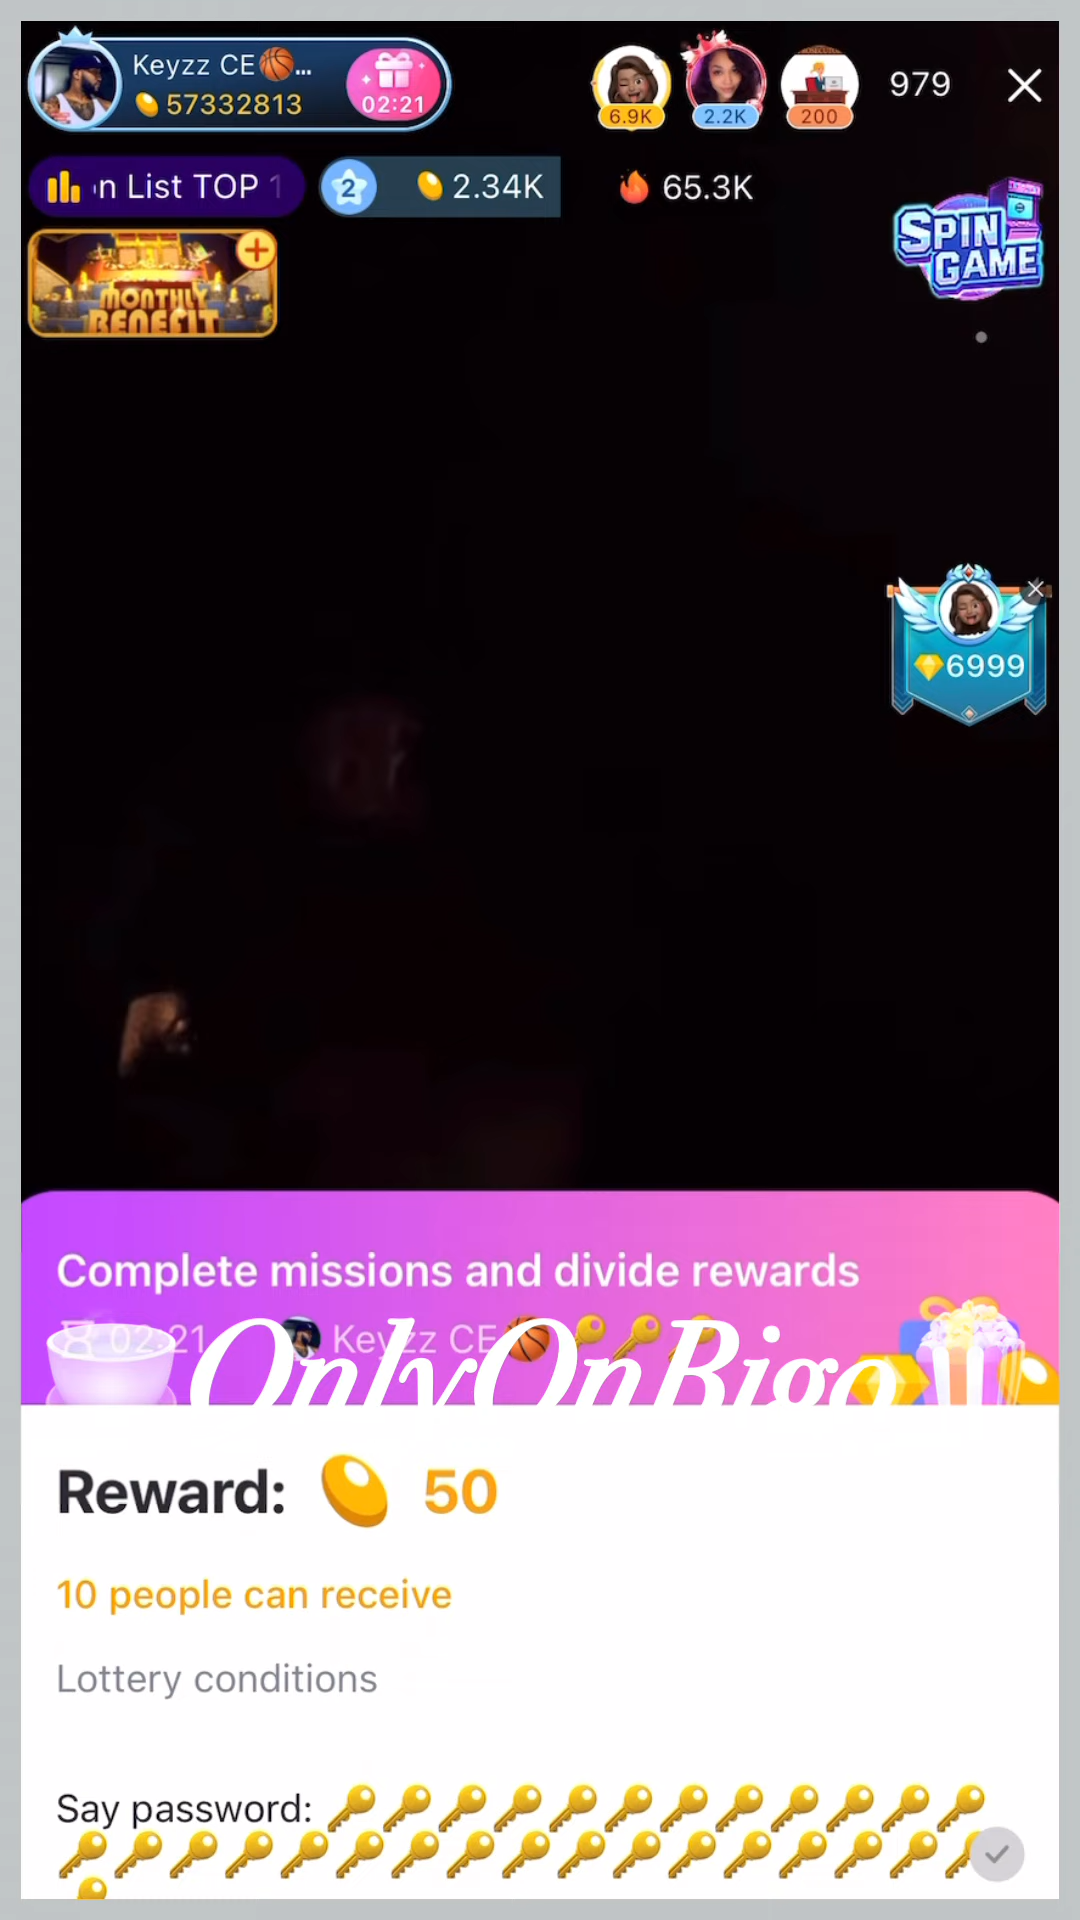 Keyzz CE🏀...
57332813
02:21
6.9K
2.2K
200
979
n List TOP 1
2
2.34K
65.3K
MONTHLY
BENEFIT
SPIN
GAME
6999
Complete missions and divide rewards
02:21
Keyzz CE🏀🔑🔑🔑
OnlyOnBigo
Reward: 50
10 people can receive
Lottery conditions
Say password: 🔑🔑🔑🔑🔑🔑🔑🔑🔑🔑🔑🔑
🔑🔑🔑🔑🔑🔑🔑🔑🔑🔑🔑🔑🔑🔑🔑🔑🔑
🔑